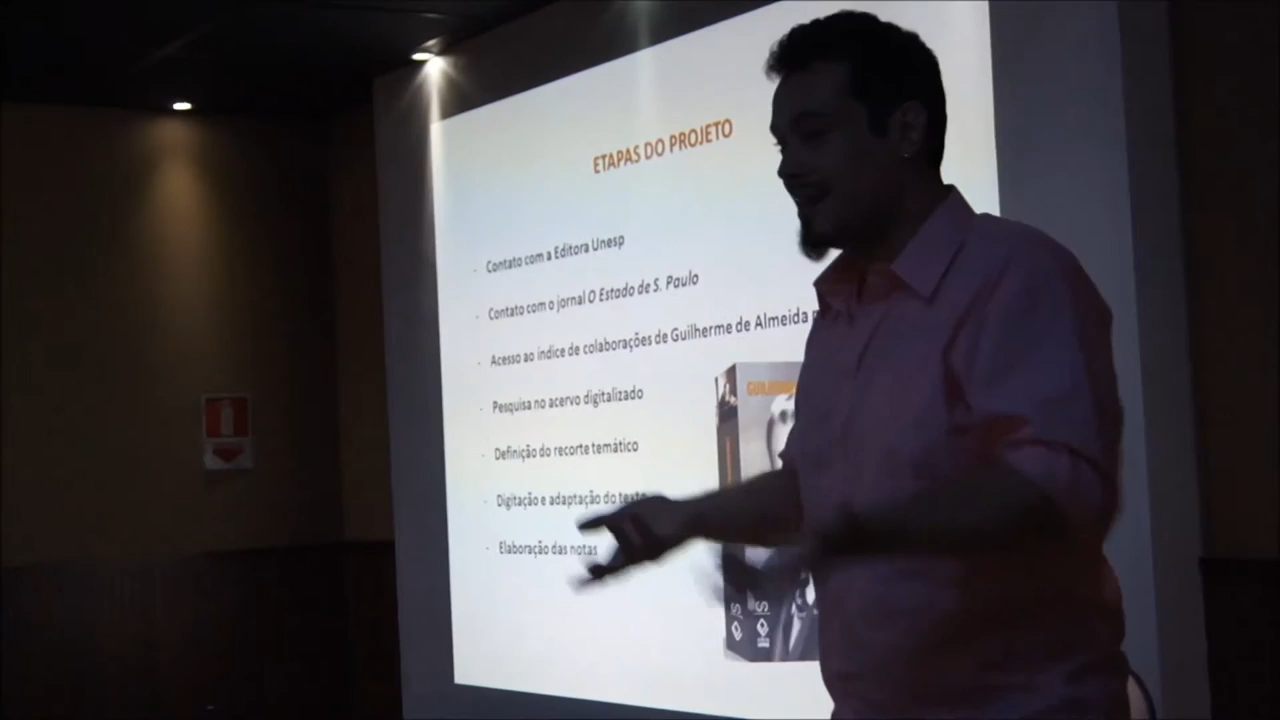 ETAPAS DO PROJETO
- Contato com a Editora Unesp
- Contato com o jornal O Estado de S. Paulo
- Acesso ao índice de colaborações de Guilherme de Almeida
- Pesquisa no acervo digitalizado
- Definição do recorte temático
- Digitação e adaptação do texto
- Elaboração das notas